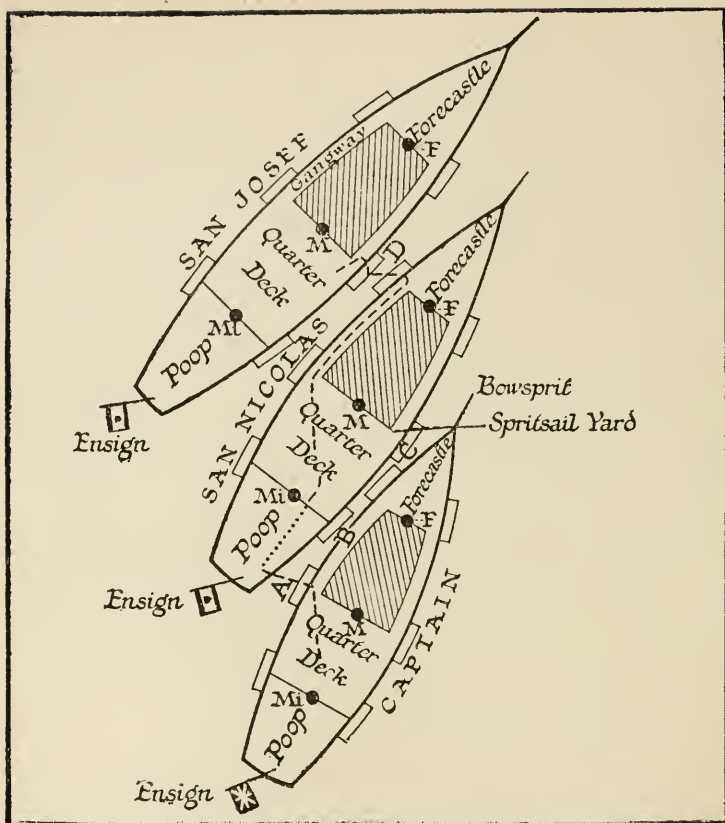 SAN JOSEF
Gangway
Forecastle
F
M
Quarter
Deck
Mi
Poop
Ensign
D
SAN NICOLAS
Forecastle
F
M
Quarter
Deck
Mi
Poop
Ensign
Bowsprit
Spritsail Yard
C
B
A
Forecastle
F
M
Quarter
Deck
Mi
Poop
Ensign
CAPTAIN